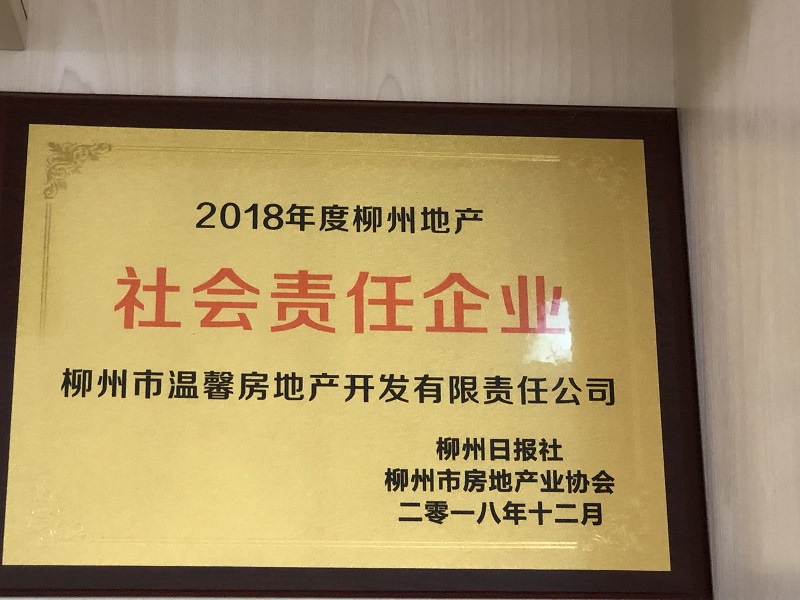 2018年度柳州地产
社会责任企业
柳州市温馨房地产开发有限责任公司
柳州日报社
柳州市房地产业协会
二零一八年十二月